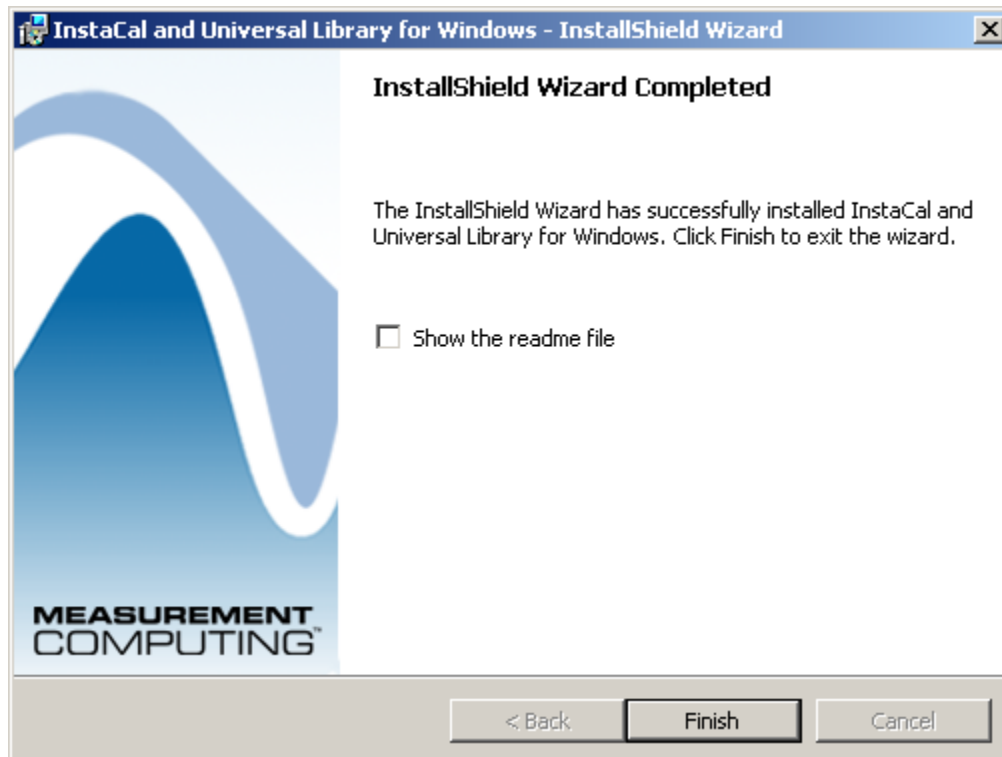 InstaCal and Universal Library for Windows - InstallShield Wizard
InstallShield Wizard Completed
The InstallShield Wizard has successfully installed InstaCal and
Universal Library for Windows. Click Finish to exit the wizard.
Show the readme file
MEASUREMENT
COMPUTING™
< Back
Finish
Cancel